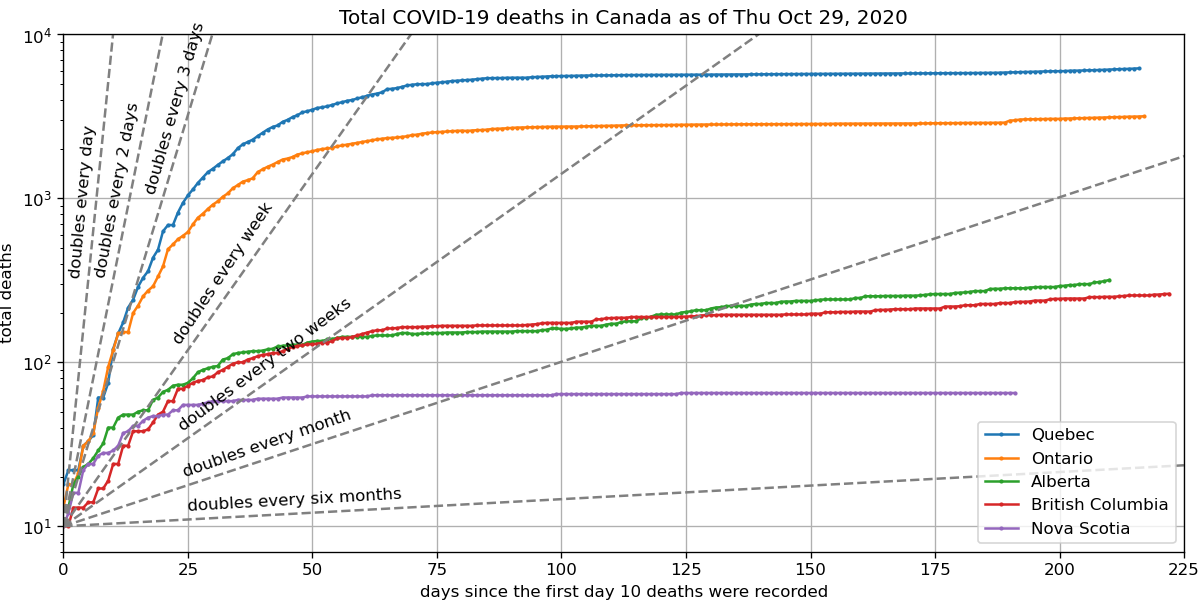 Total COVID-19 deaths in Canada as of Thu Oct 29, 2020
10⁴
10³
10²
10¹
total deaths
doubles every day
doubles every 2 days
doubles every 3 days
doubles every week
doubles every two weeks
doubles every month
doubles every six months
Quebec
Ontario
Alberta
British Columbia
Nova Scotia
0 25 50 75 100 125 150 175 200 225
days since the first day 10 deaths were recorded